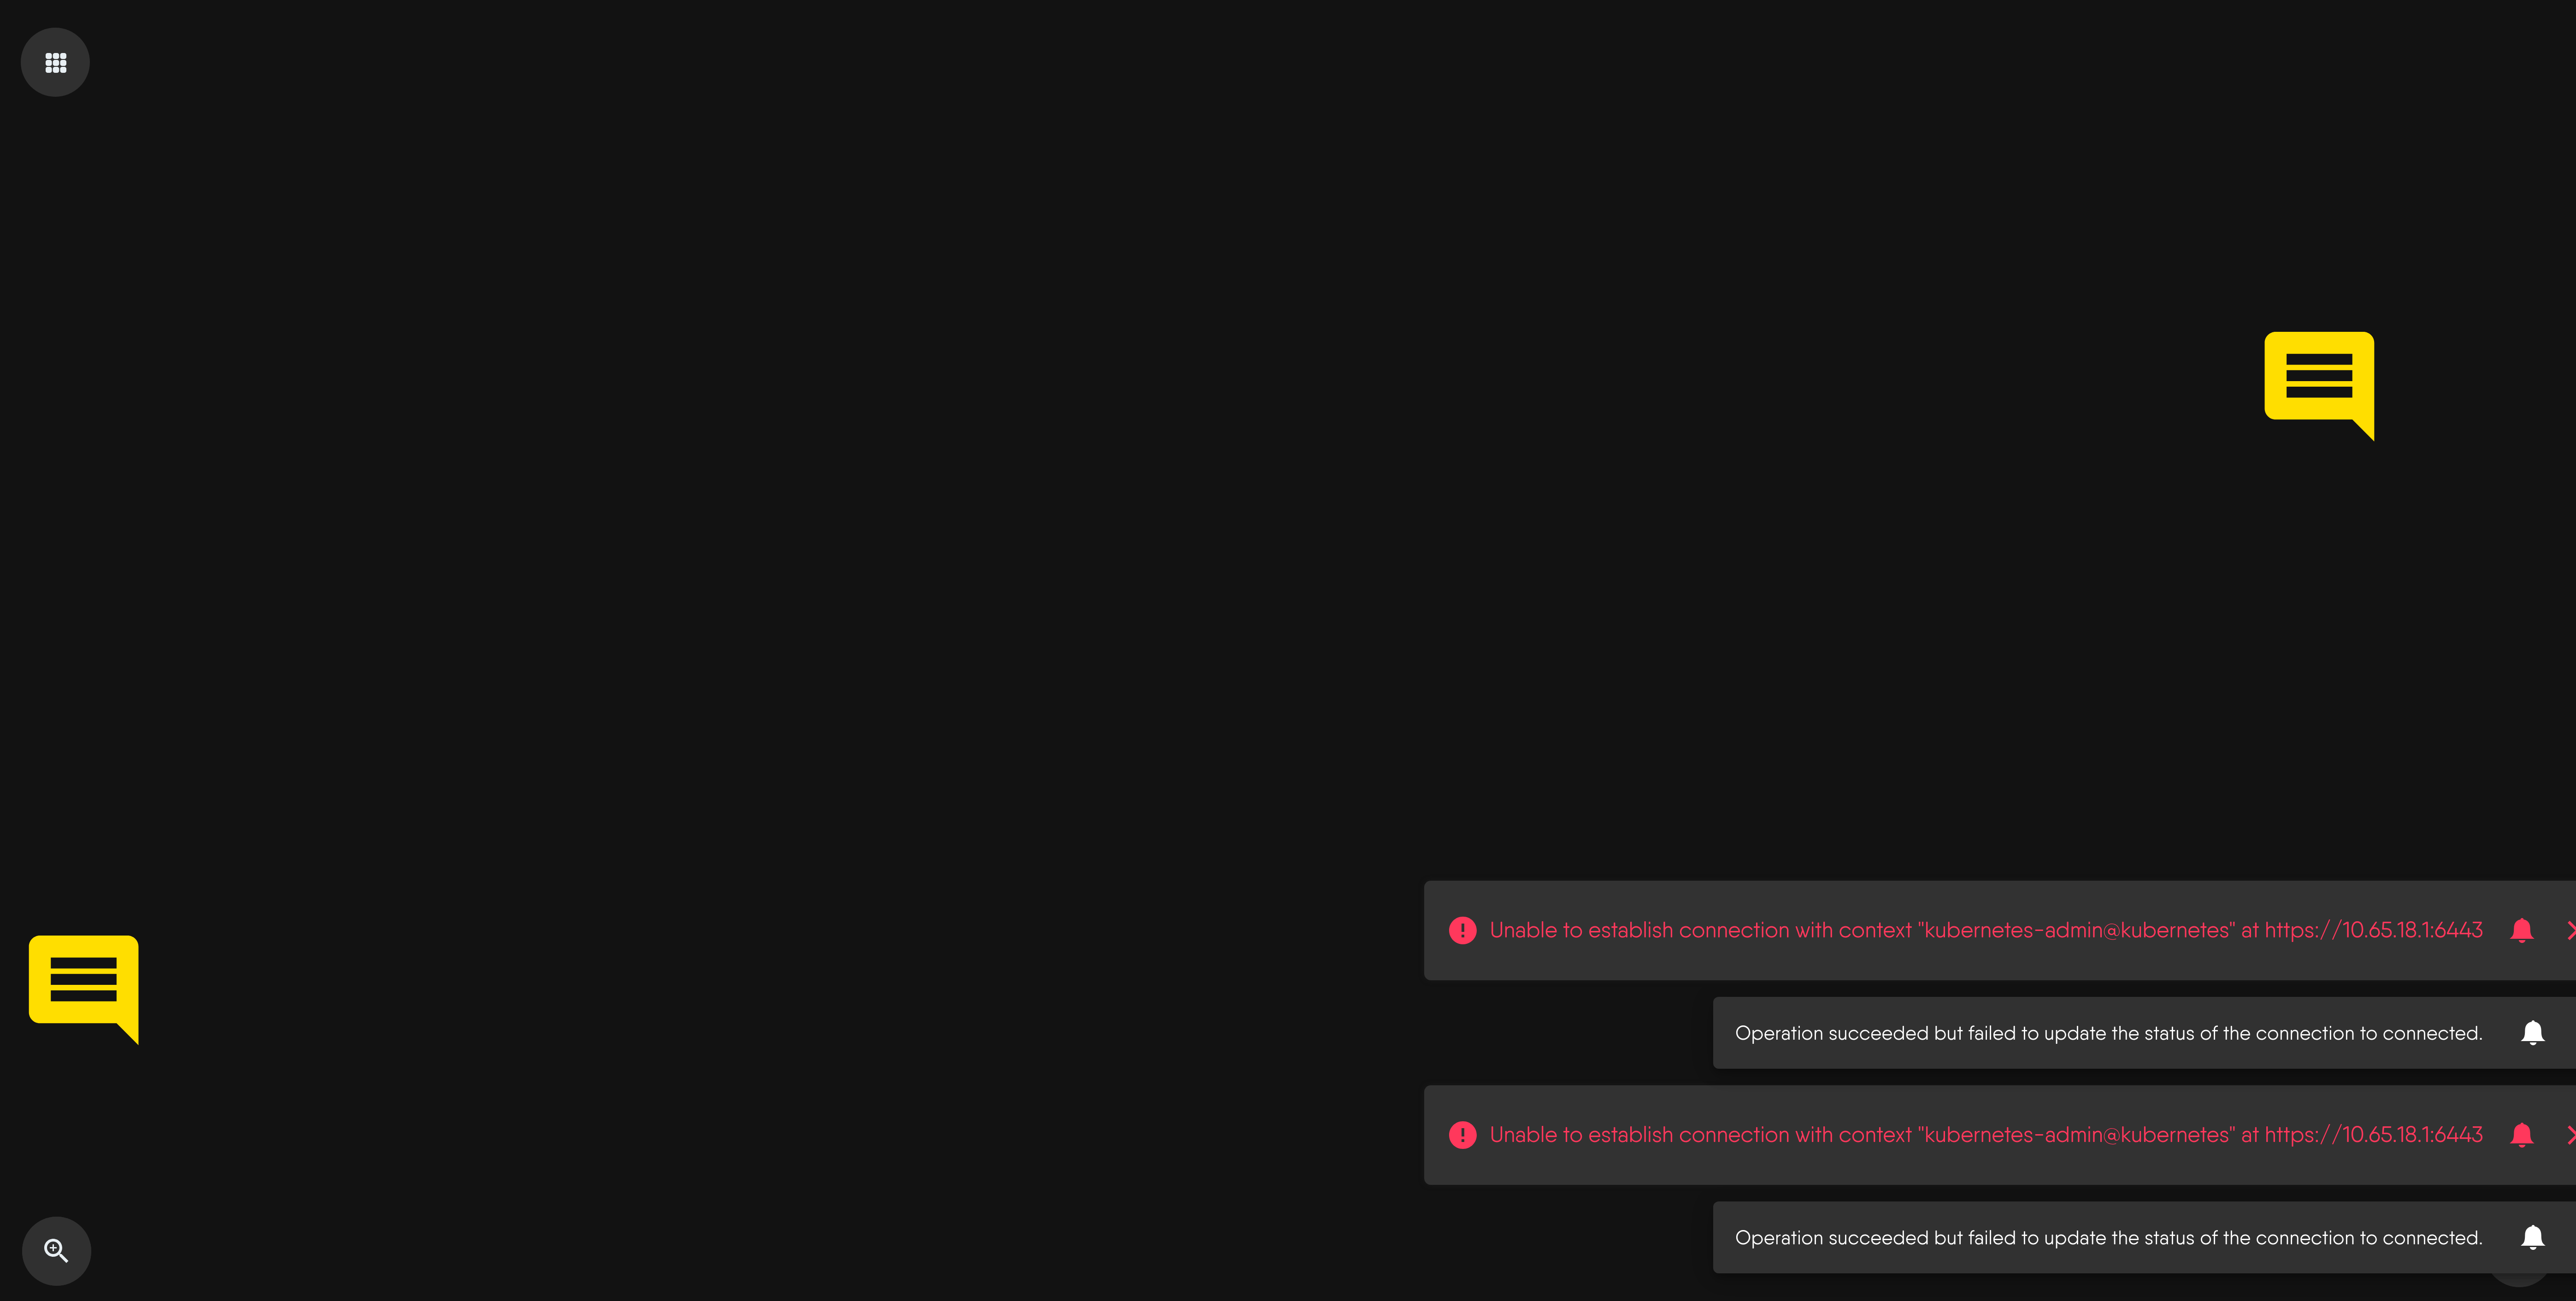 Unable to establish connection with context "kubernetes-admin@kubernetes" at https://10.65.18.1:6443
Operation succeeded but failed to update the status of the connection to connected.
Unable to establish connection with context "kubernetes-admin@kubernetes" at https://10.65.18.1:6443
Operation succeeded but failed to update the status of the connection to connected.